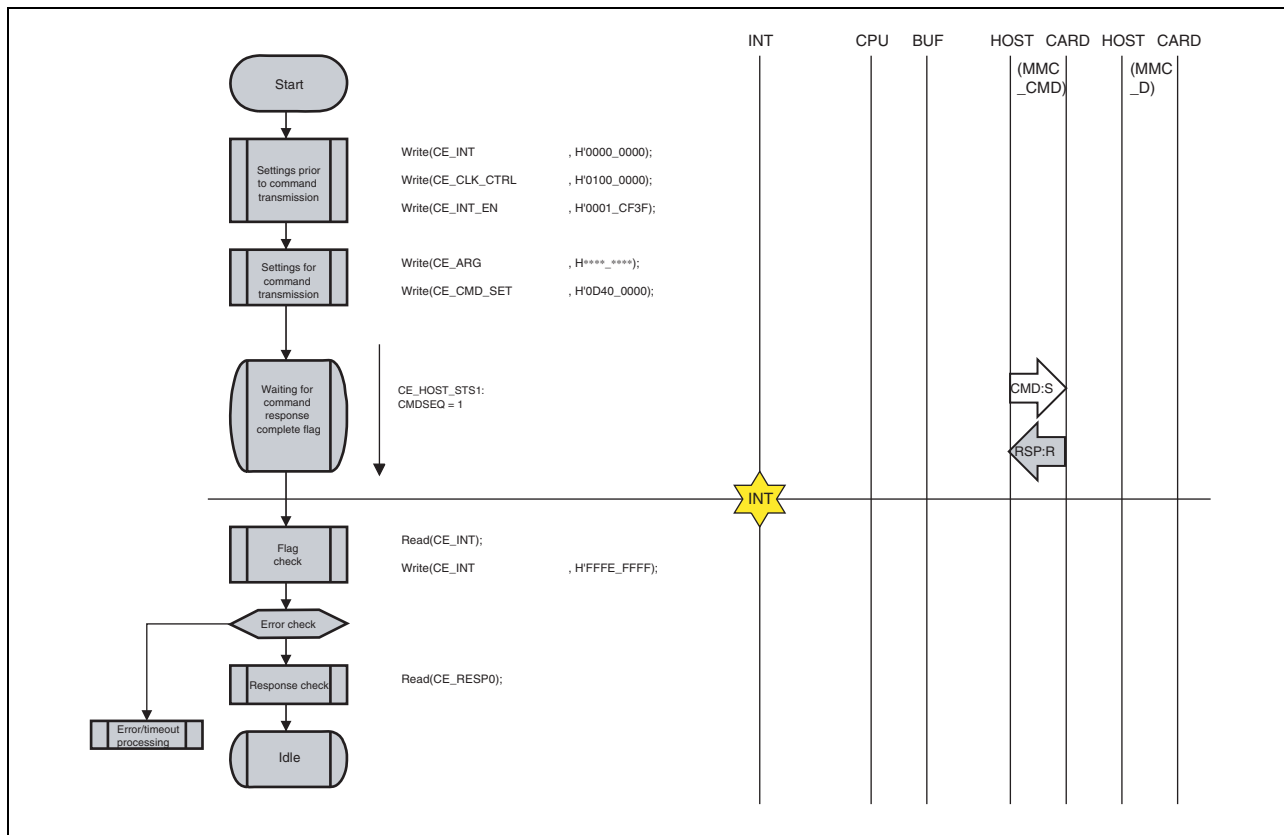 INT CPU BUF HOST CARD HOST CARD
(MMC
_CMD)
(MMC
_D)
Start
Settings prior
to command
transmission
Write(CE_INT , H'0000_0000);
Write(CE_CLK_CTRL , H'0100_0000);
Write(CE_INT_EN , H'0001_CF3F);
Settings for
command
transmission
Write(CE_ARG , H'****_****);
Write(CE_CMD_SET , H'0D40_0000);
Waiting for
command
response
complete flag
CE_HOST_STS1:
CMDSEQ = 1
CMD:S
RSP:R
INT
Flag
check
Read(CE_INT);
Write(CE_INT , H'FFFE_FFFF);
Error check
Response check
Read(CE_RESP0);
Error/timeout
processing
Idle